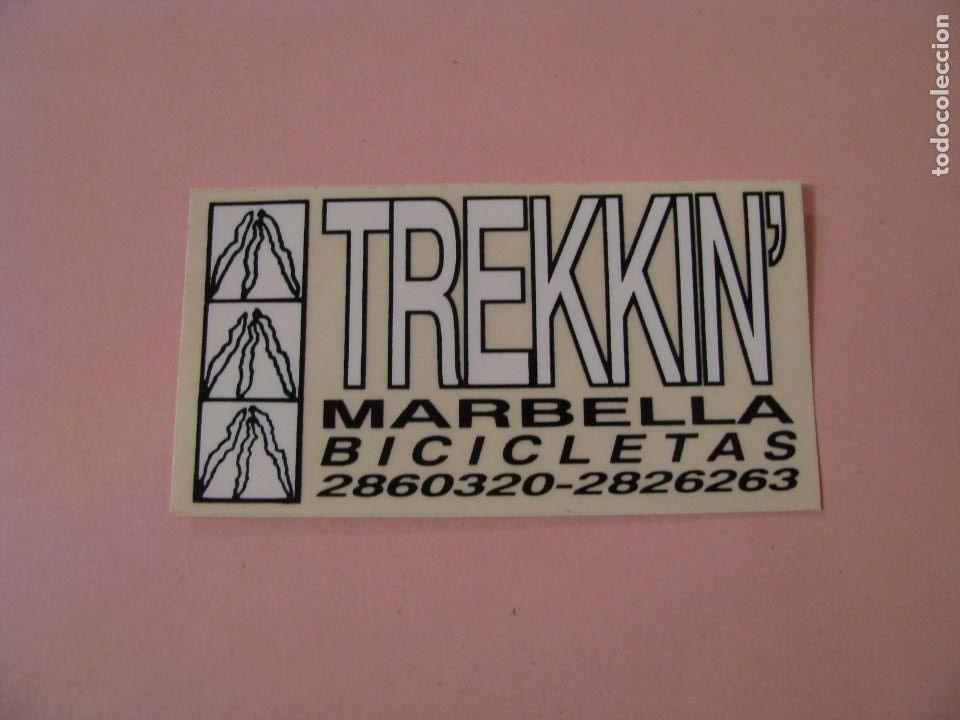 TREKKIN'
MARBELLA
BICICLETAS
2860320-2826263
todocoleccion